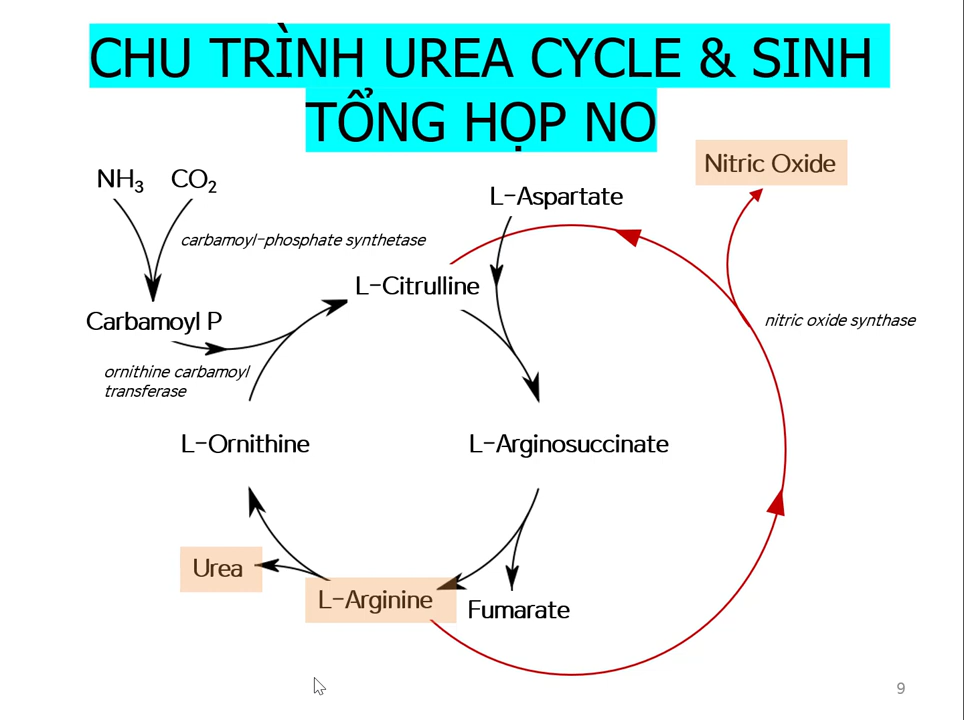 CHU TRÌNH UREA CYCLE & SINH
TỔNG HỌP NO
Nitric Oxide
NH₃ CO₂
L-Aspartate
carbamoyl-phosphate synthetase
L-Citrulline
Carbamoyl P
nitric oxide synthase
ornithine carbamoyl
transferase
L-Ornithine
L-Arginosuccinate
Urea
L-Arginine
Fumarate
9